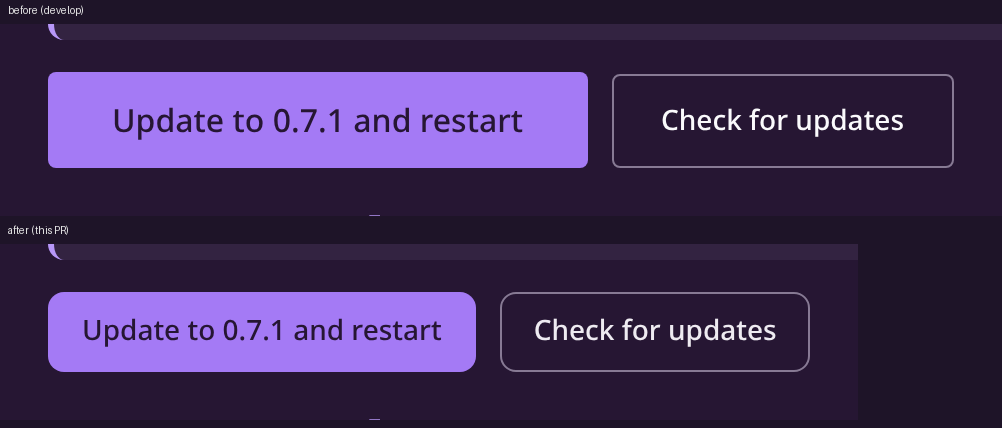 before (develop)
Update to 0.7.1 and restart
Check for updates
after (this PR)
Update to 0.7.1 and restart
Check for updates